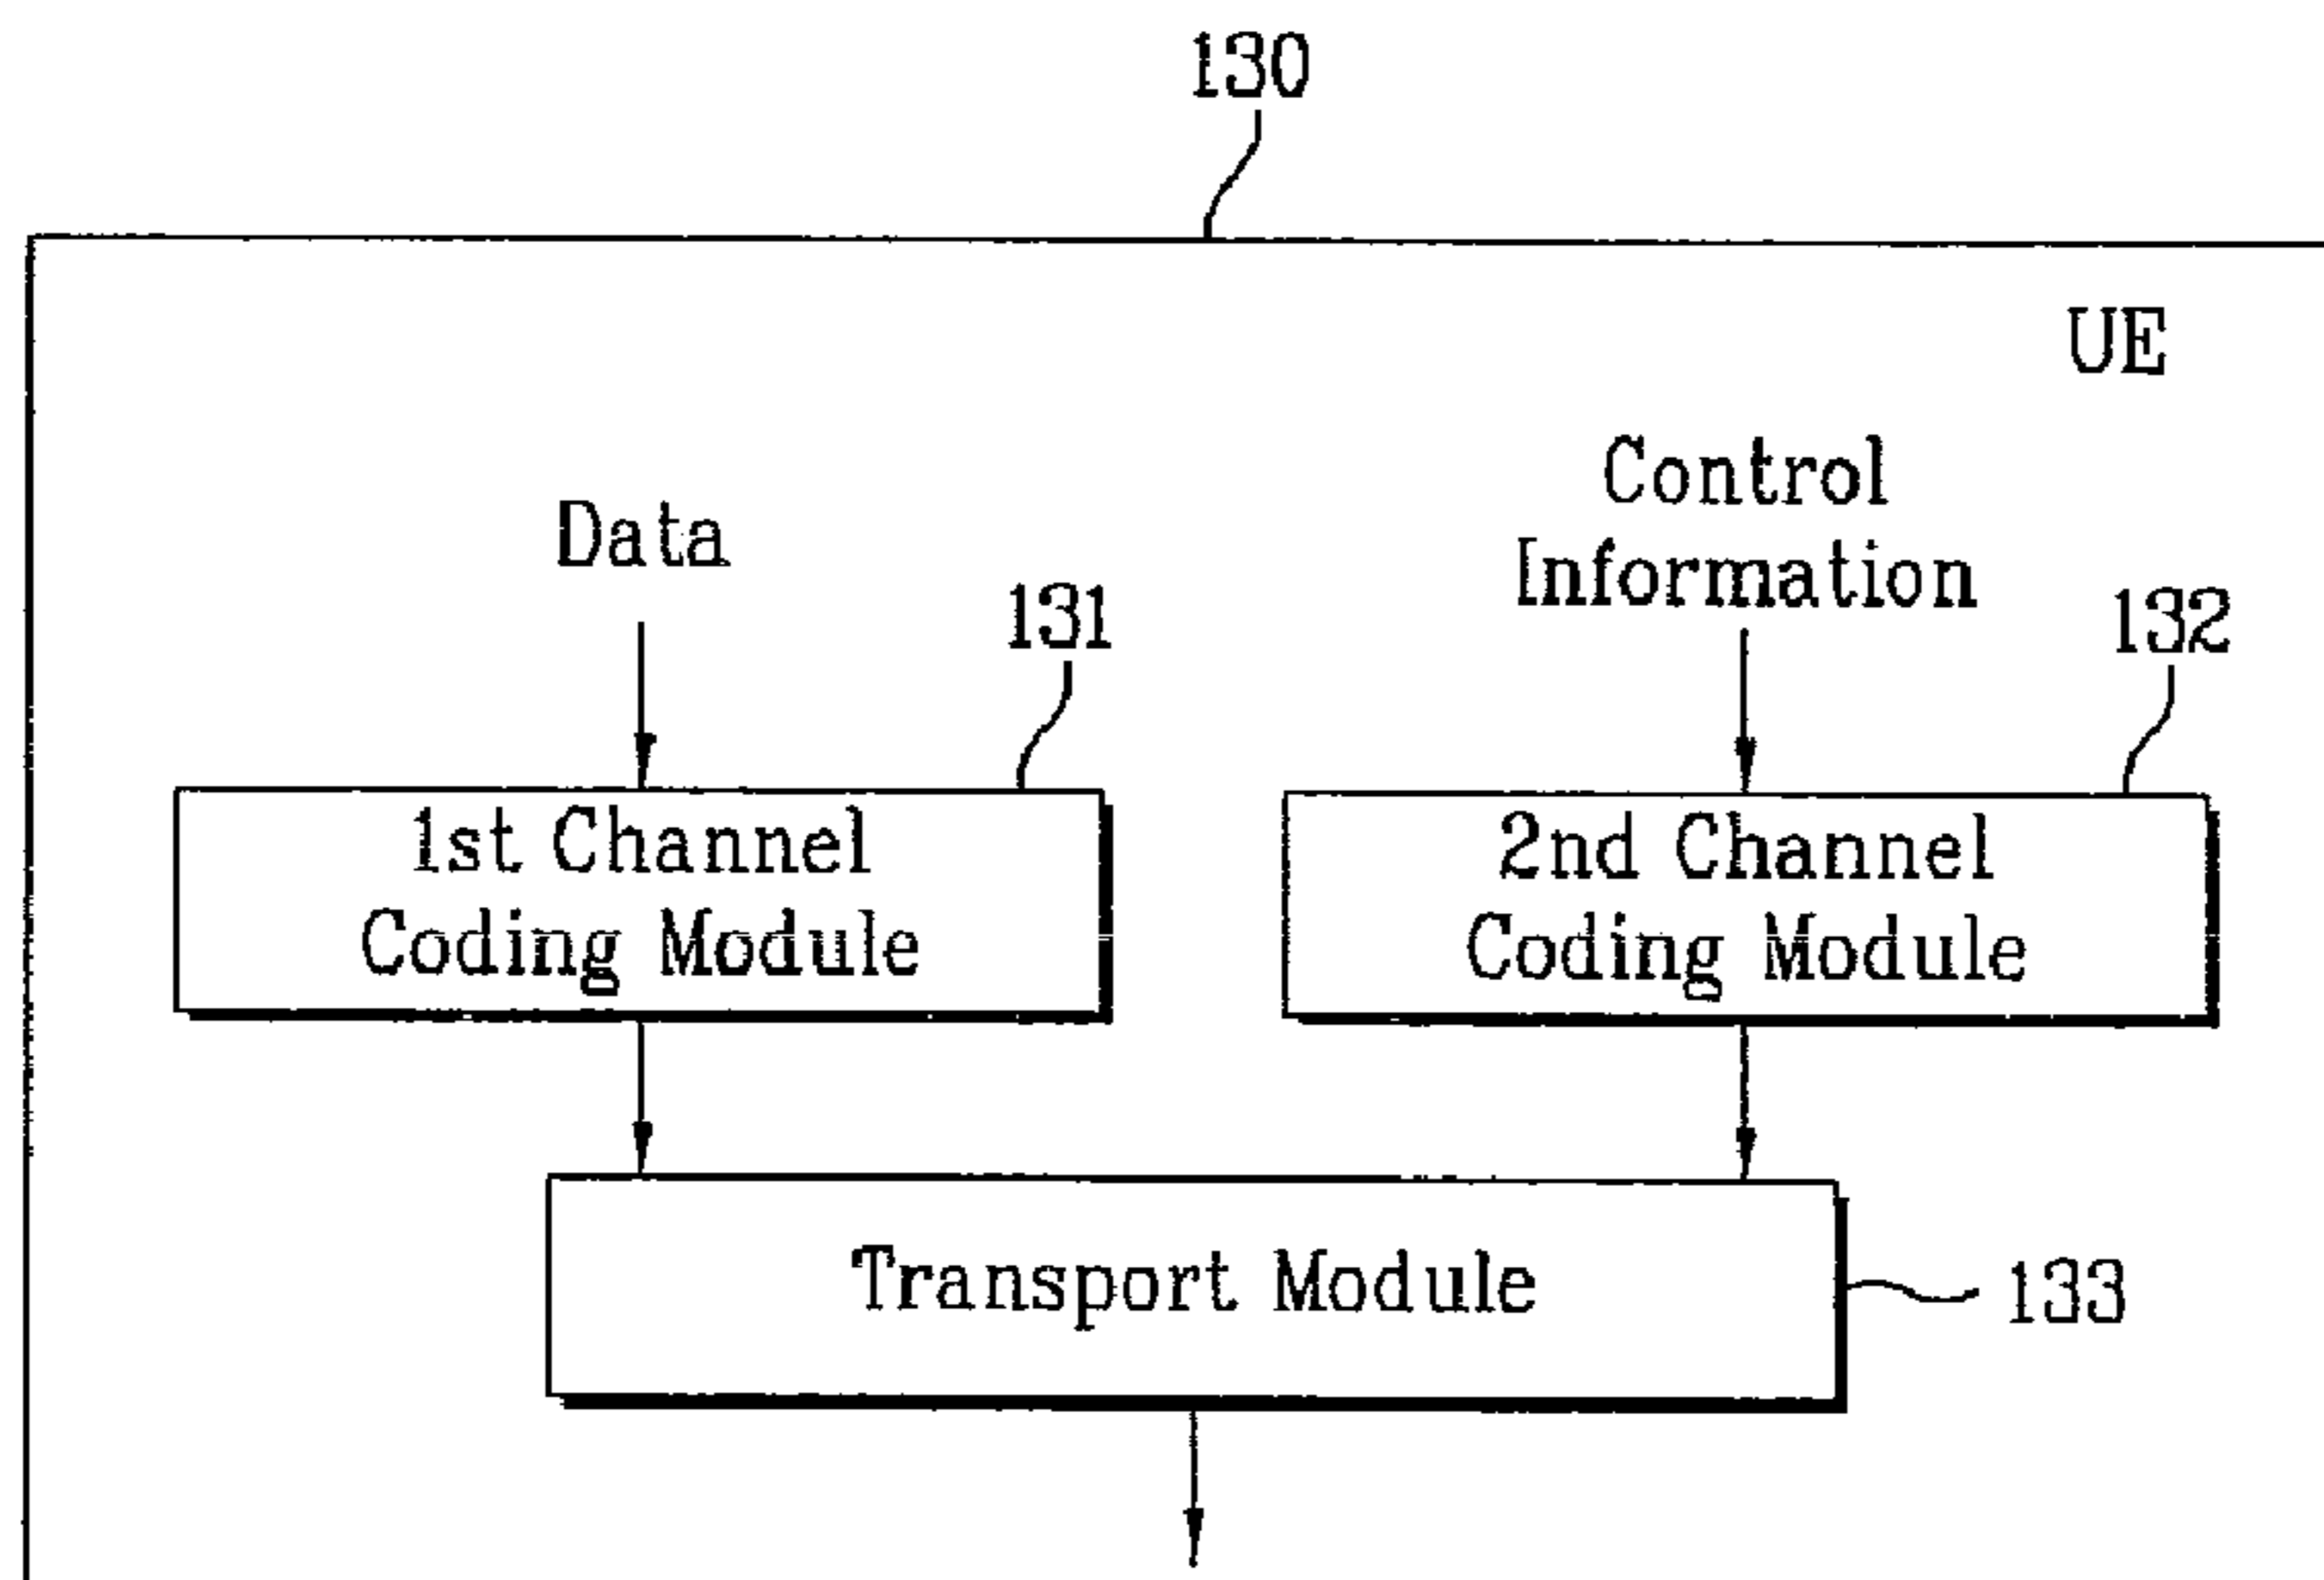 130
UE
Data
Control
Information
131
132
1st Channel
Coding Module
2nd Channel
Coding Module
Transport Module
133